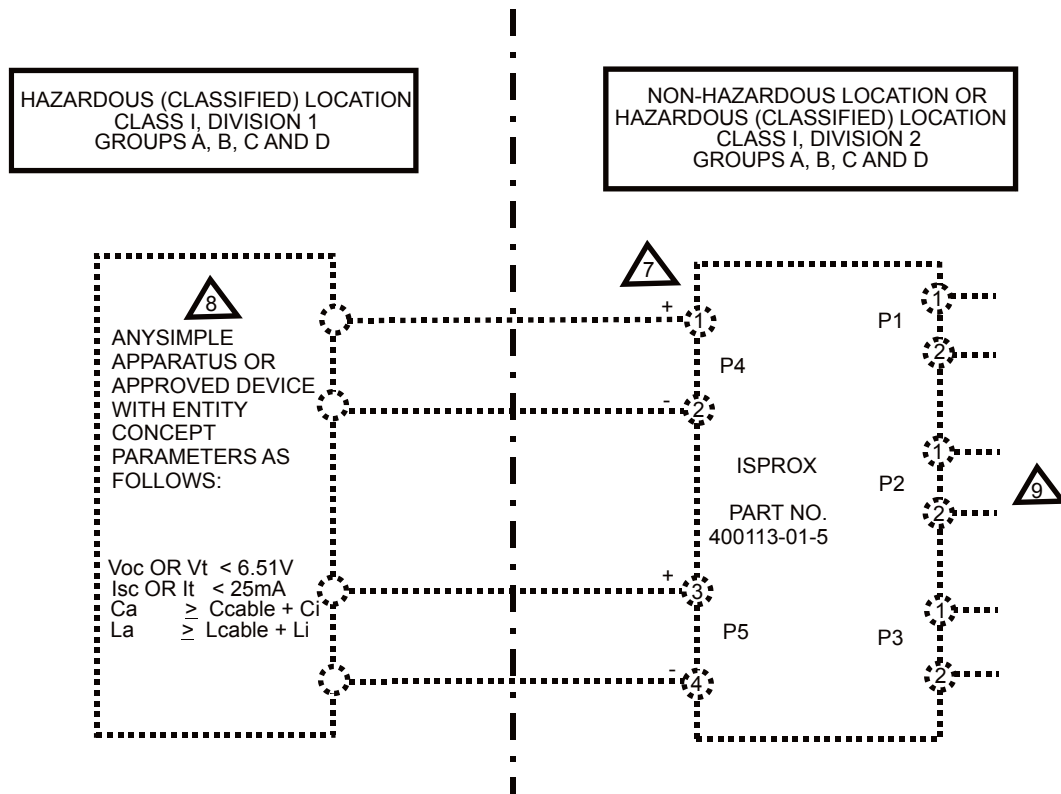 HAZARDOUS (CLASSIFIED) LOCATION
CLASS I, DIVISION 1
GROUPS A, B, C AND D
NON-HAZARDOUS LOCATION OR
HAZARDOUS (CLASSIFIED) LOCATION
CLASS I, DIVISION 2
GROUPS A, B, C AND D
8
ANYSIMPLE
APPARATUS OR
APPROVED DEVICE
WITH ENTITY
CONCEPT
PARAMETERS AS
FOLLOWS:
Voc OR Vt < 6.51V
Isc OR It < 25mA
Ca ≥ Ccable + Ci
La ≥ Lcable + Li
7
+
1
P4
-
2
+
3
P5
-
4
ISPROX
PART NO.
400113-01-5
1
P1
2
1
P2
2
9
1
P3
2